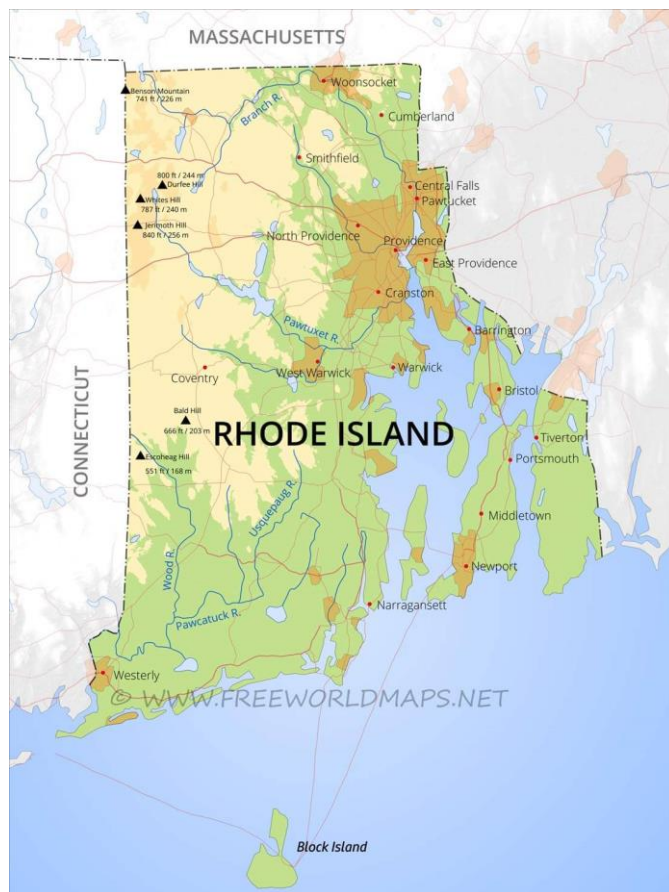 MASSACHUSETTS
Benson Mountain
741 ft / 226 m
Woonsocket
Branch R.
Cumberland
Smithfield
800 ft / 244 m
Durfee Hill
Central Falls
Whites Hill
787 ft / 240 m
Pawtucket
Jerimoth Hill
840 ft / 256 m
North Providence
Providence
East Providence
Cranston
Pawtuxet R.
Barrington
Coventry
West Warwick
Warwick
CONNECTICUT
Bristol
Bald Hill
666 ft / 203 m
RHODE ISLAND
Tiverton
Escoheag Hill
551 ft / 168 m
Portsmouth
Usquepaug R.
Middletown
Wood R.
Newport
Narragansett
Pawcatuck R.
Westerly
© WWW.FREEWORLDMAPS.NET
Block Island